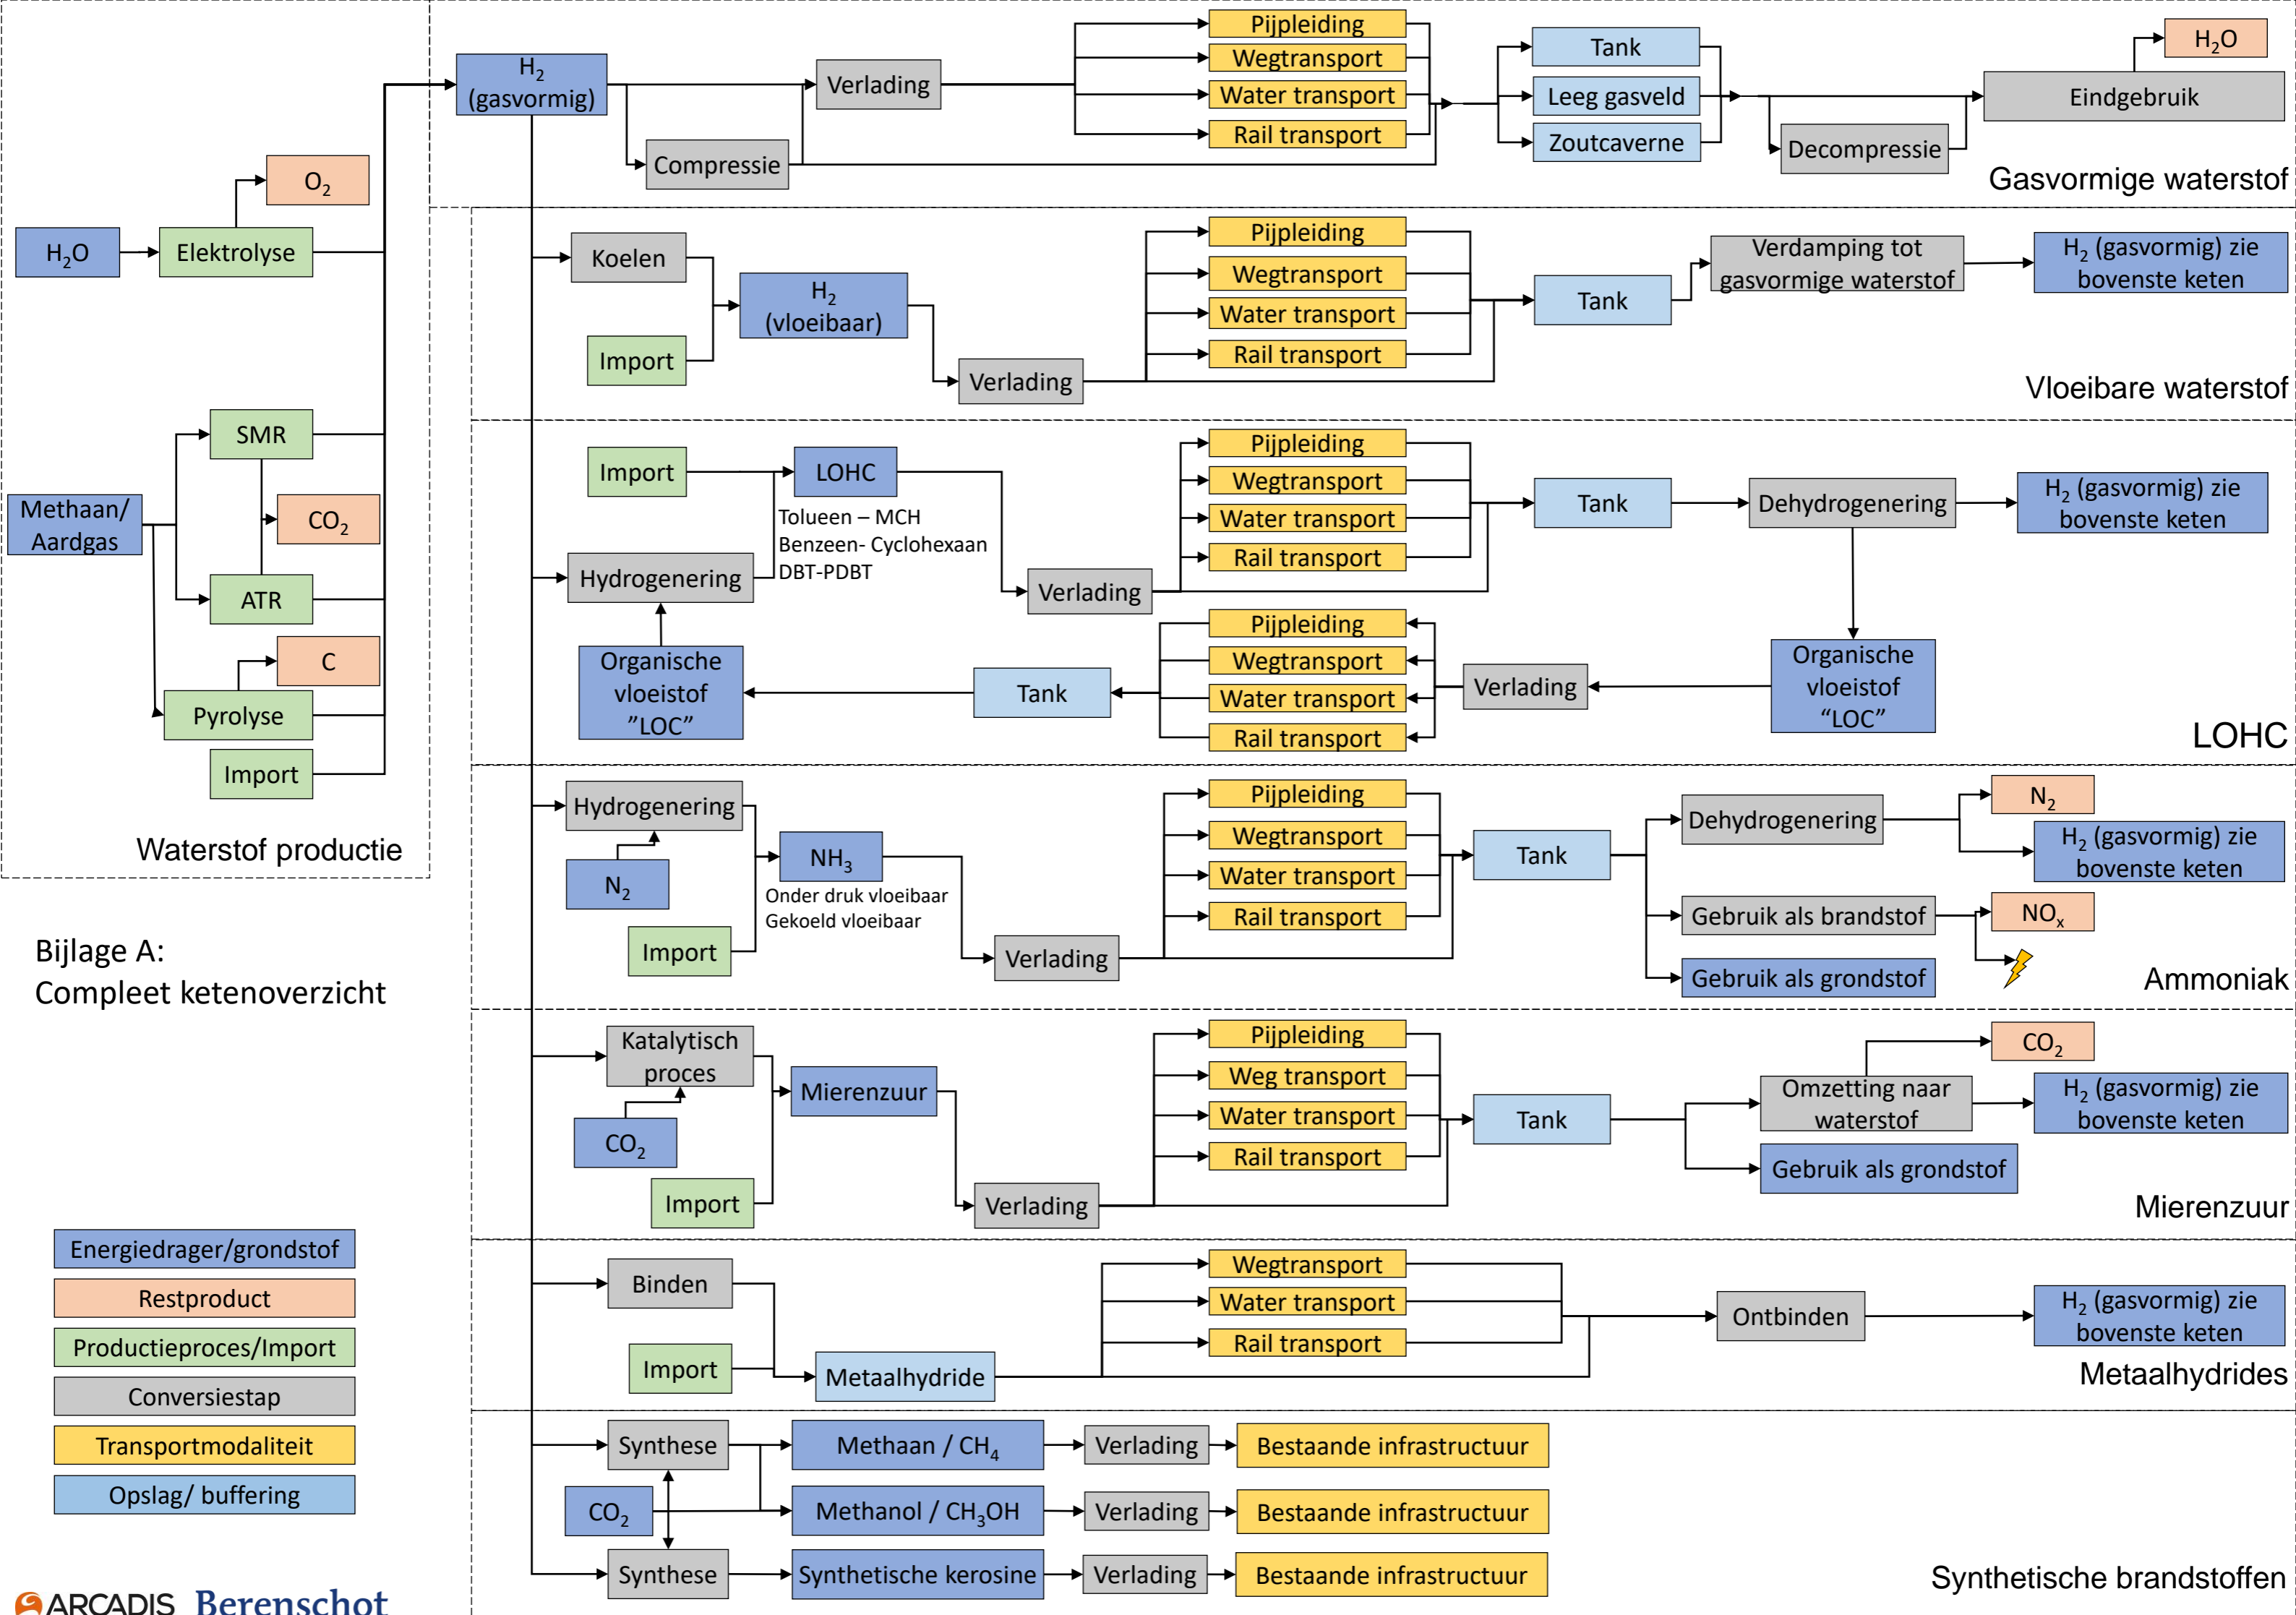 H₂O
Elektrolyse
O₂
Methaan/
Aardgas
SMR
CO₂
ATR
C
Pyrolyse
Import
Waterstof productie
H₂
(gasvormig)
Compressie
Verlading
Pijpleiding
Wegtransport
Water transport
Rail transport
Tank
Leeg gasveld
Zoutcaverne
Decompressie
Eindgebruik
H₂O
Gasvormige waterstof
Koelen
Import
H₂
(vloeibaar)
Verlading
Pijpleiding
Wegtransport
Water transport
Rail transport
Tank
Verdamping tot
gasvormige waterstof
H₂ (gasvormig) zie
bovenste keten
Vloeibare waterstof
Import
LOHC
Tolueen – MCH
Benzeen- Cyclohexaan
DBT-PDBT
Hydrogenering
Verlading
Pijpleiding
Wegtransport
Water transport
Rail transport
Tank
Dehydrogenering
H₂ (gasvormig) zie
bovenste keten
Organische
vloeistof
“LOC”
Verlading
Pijpleiding
Wegtransport
Water transport
Rail transport
Tank
Organische
vloeistof
”LOC”
LOHC
Hydrogenering
N₂
Import
NH₃
Onder druk vloeibaar
Gekoeld vloeibaar
Verlading
Pijpleiding
Wegtransport
Water transport
Rail transport
Tank
Dehydrogenering
N₂
H₂ (gasvormig) zie
bovenste keten
Gebruik als brandstof
NOₓ
Gebruik als grondstof
Ammoniak
Katalytisch
proces
CO₂
Import
Mierenzuur
Verlading
Pijpleiding
Weg transport
Water transport
Rail transport
Tank
Omzetting naar
waterstof
CO₂
H₂ (gasvormig) zie
bovenste keten
Gebruik als grondstof
Mierenzuur
Binden
Import
Metaalhydride
Wegtransport
Water transport
Rail transport
Ontbinden
H₂ (gasvormig) zie
bovenste keten
Metaalhydrides
Synthese
Methaan / CH₄
Verlading
Bestaande infrastructuur
CO₂
Methanol / CH₃OH
Verlading
Bestaande infrastructuur
Synthese
Synthetische kerosine
Verlading
Bestaande infrastructuur
Synthetische brandstoffen
Bijlage A:
Compleet ketenoverzicht
Energiedrager/grondstof
Restproduct
Productieproces/Import
Conversiestap
Transportmodaliteit
Opslag/ buffering
ARCADIS Berenschot